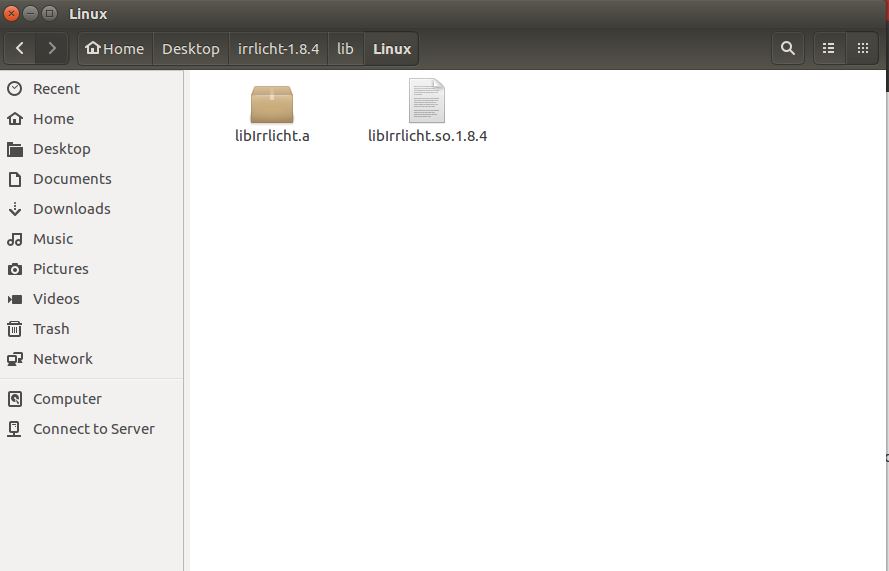 Linux
Home Desktop irrlicht-1.8.4 lib Linux
Recent
Home
Desktop
Documents
Downloads
Music
Pictures
Videos
Trash
Network
Computer
Connect to Server
libIrrlicht.a
libIrrlicht.so.1.8.4